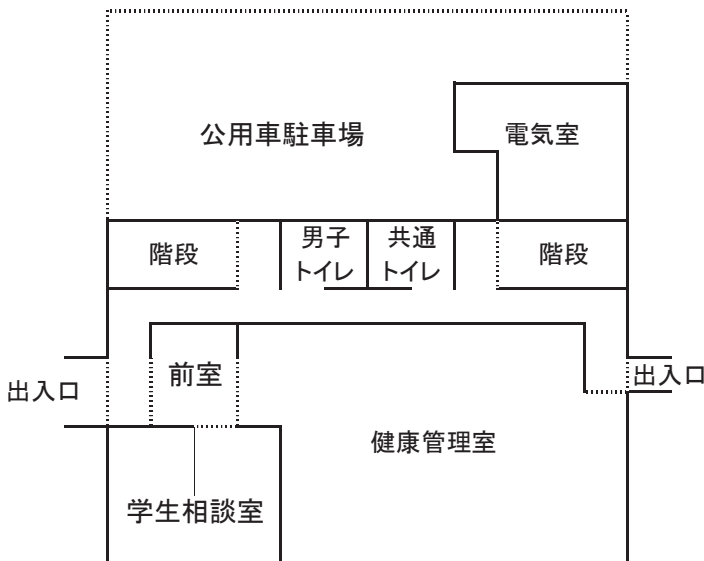 公用車駐車場
電気室
階段
男子
トイレ
共通
トイレ
階段
前室
出入口
出入口
健康管理室
学生相談室